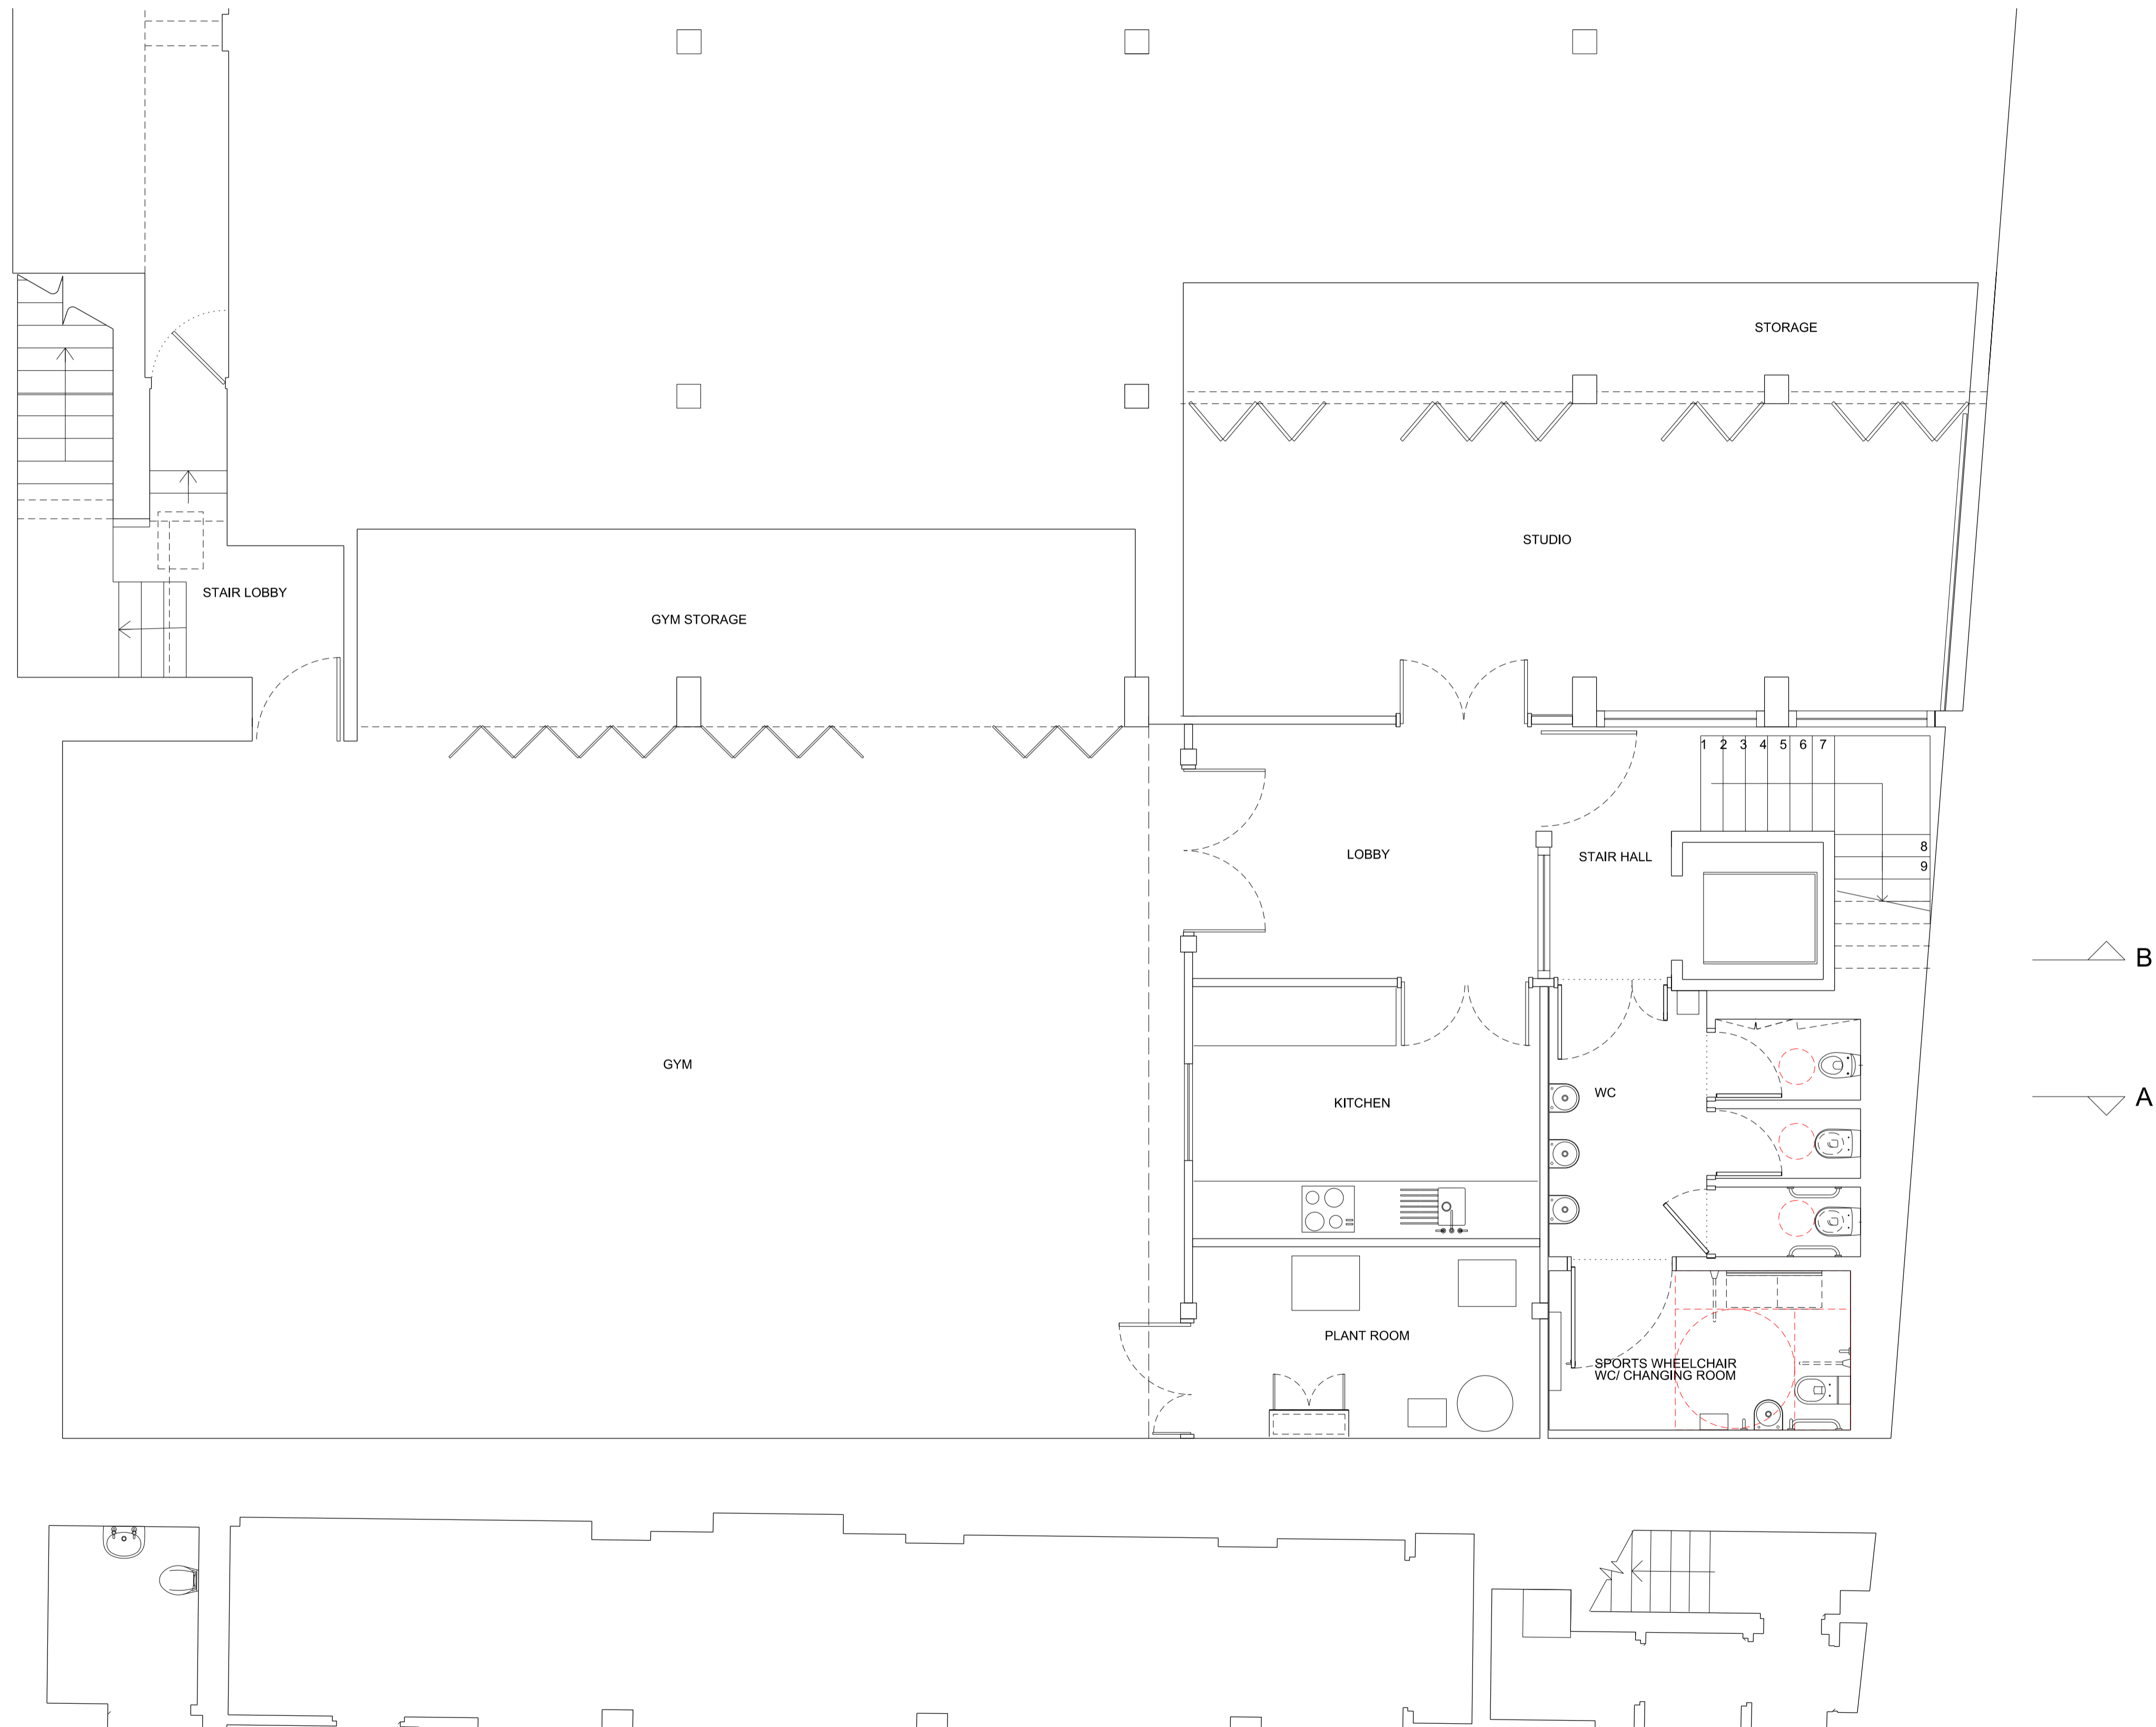 STORAGE
STUDIO
STAIR LOBBY
GYM STORAGE
1 2 3 4 5 6 7
LOBBY
STAIR HALL
8
9
B
GYM
KITCHEN
WC
A
PLANT ROOM
SPORTS WHEELCHAIR
WC/ CHANGING ROOM